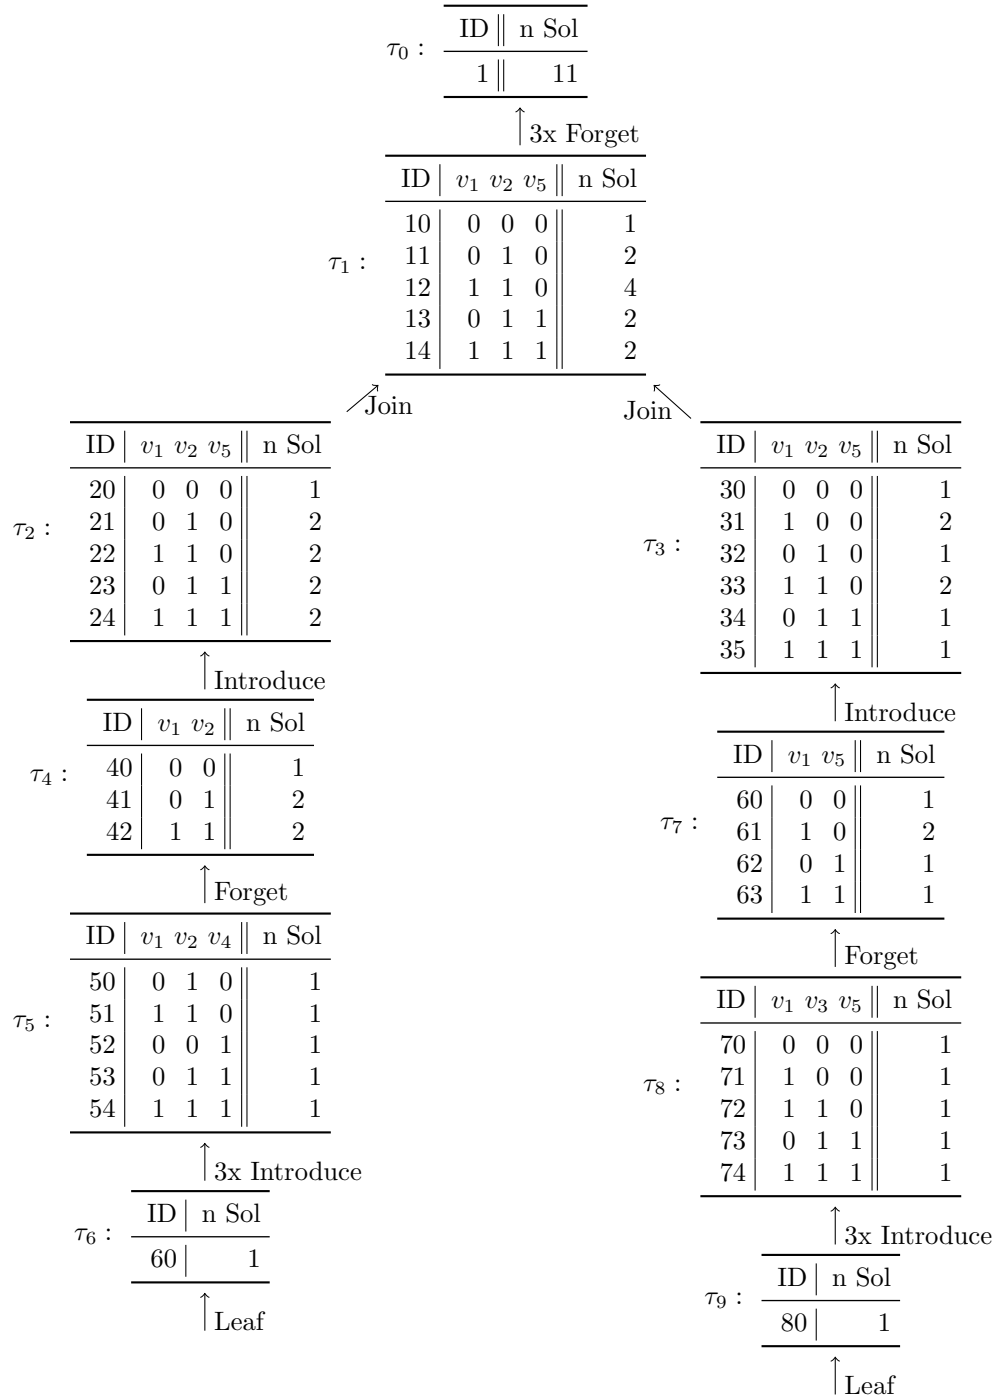 τ0 :
ID n Sol
1 11
3x Forget
τ1 :
ID v1 v2 v5 n Sol
10 0 0 0 1
11 0 1 0 2
12 1 1 0 4
13 0 1 1 2
14 1 1 1 2
Join
Join
τ2 :
ID v1 v2 v5 n Sol
20 0 0 0 1
21 0 1 0 2
22 1 1 0 2
23 0 1 1 2
24 1 1 1 2
Introduce
τ4 :
ID v1 v2 n Sol
40 0 0 1
41 0 1 2
42 1 1 2
Forget
τ5 :
ID v1 v2 v4 n Sol
50 0 1 0 1
51 1 1 0 1
52 0 0 1 1
53 0 1 1 1
54 1 1 1 1
3x Introduce
τ6 :
ID n Sol
60 1
Leaf
τ3 :
ID v1 v2 v5 n Sol
30 0 0 0 1
31 1 0 0 2
32 0 1 0 1
33 1 1 0 2
34 0 1 1 1
35 1 1 1 1
Introduce
τ7 :
ID v1 v5 n Sol
60 0 0 1
61 1 0 2
62 0 1 1
63 1 1 1
Forget
τ8 :
ID v1 v3 v5 n Sol
70 0 0 0 1
71 1 0 0 1
72 1 1 0 1
73 0 1 1 1
74 1 1 1 1
3x Introduce
τ9 :
ID n Sol
80 1
Leaf